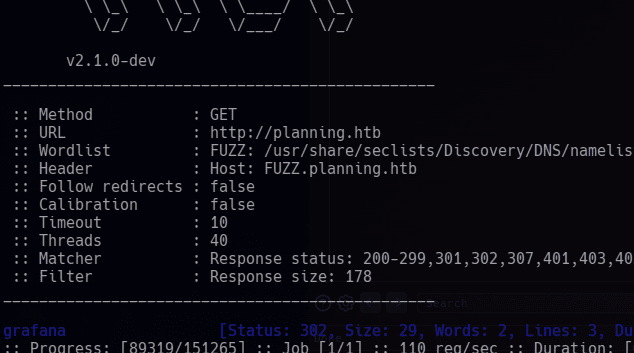 \ \_\   \ \_\  \ \____/  \ \_\
\/_/    \/_/   \/___/    \/_/
v2.1.0-dev
________________________________________________
:: Method           : GET
:: URL              : http://planning.htb
:: Wordlist         : FUZZ: /usr/share/seclists/Discovery/DNS/namelis
:: Header           : Host: FUZZ.planning.htb
:: Follow redirects : false
:: Calibration      : false
:: Timeout          : 10
:: Threads          : 40
:: Matcher          : Response status: 200-299,301,302,307,401,403,40
:: Filter           : Response size: 178
________________________________________________
Search
grafana                 [Status: 302, Size: 29, Words: 2, Lines: 3, Du
:: Progress: [89319/151265] :: Job [1/1] :: 110 req/sec :: Duration: [